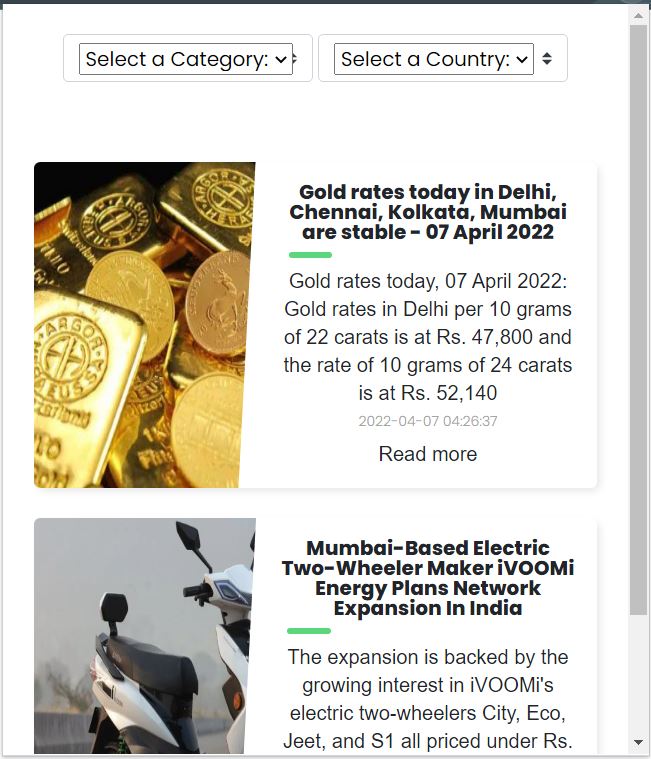 Select a Category:
Select a Country:
Gold rates today in Delhi,
Chennai, Kolkata, Mumbai
are stable - 07 April 2022
Gold rates today, 07 April 2022:
Gold rates in Delhi per 10 grams
of 22 carats is at Rs. 47,800 and
the rate of 10 grams of 24 carats
is at Rs. 52,140
2022-04-07 04:26:37
Read more
ARGOR
ARGOR
Mumbai-Based Electric
Two-Wheeler Maker iVOOMi
Energy Plans Network
Expansion In India
The expansion is backed by the
growing interest in iVOOMi's
electric two-wheelers City, Eco,
Jeet, and S1 all priced under Rs.